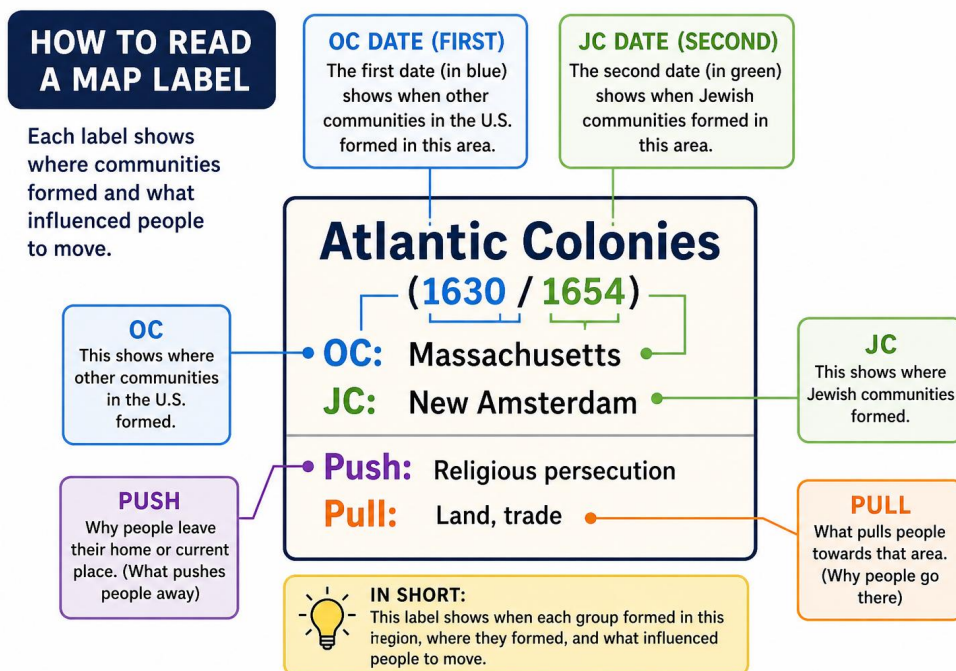 HOW TO READ
A MAP LABEL
Each label shows
where communities
formed and what
influenced people
to move.
OC DATE (FIRST)
The first date (in blue)
shows when other
communities in the U.S.
formed in this area.
JC DATE (SECOND)
The second date (in green)
shows when Jewish
communities formed in
this area.
Atlantic Colonies
(1630 / 1654)
OC: Massachusetts
JC: New Amsterdam
Push: Religious persecution
Pull: Land, trade
OC
This shows where
other communities
in the U.S.
formed.
JC
This shows where
Jewish communities
formed.
PUSH
Why people leave
their home or current
place. (What pushes
people away)
PULL
What pulls people
towards that area.
(Why people go
there)
IN SHORT:
This label shows when each group formed in this
region, where they formed, and what influenced
people to move.